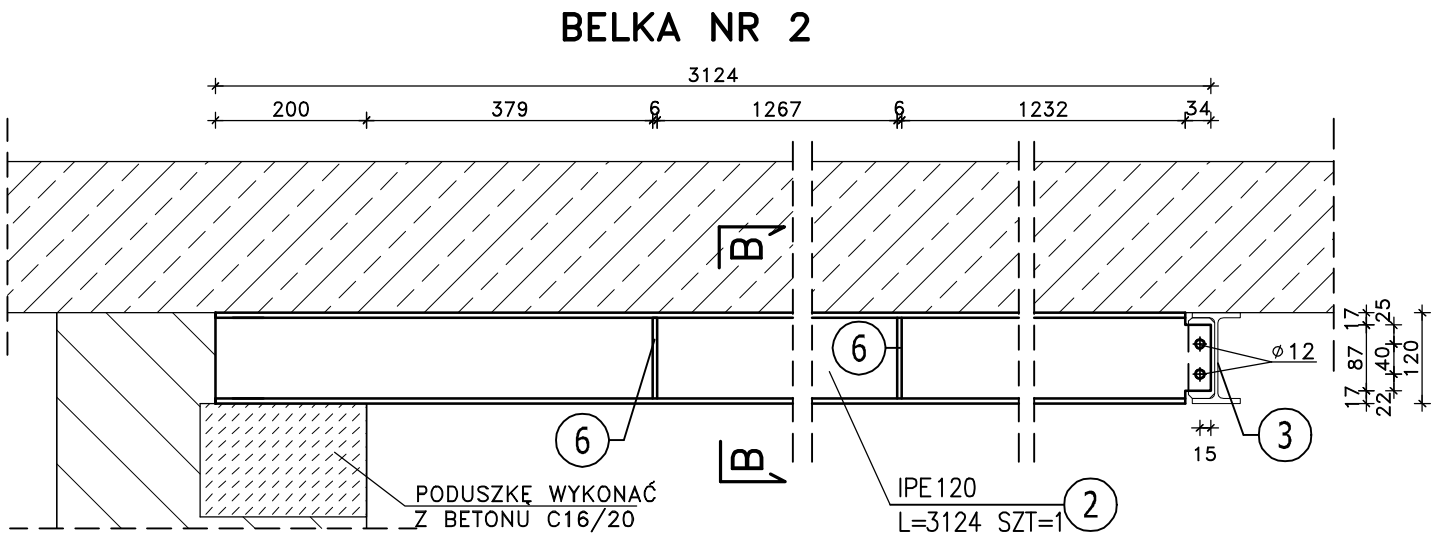 BELKA NR 2
3124
200 379 6 1267 6 1232 34
B
6
17 25
87 40 120
17 22
ø12
6
3
15
B
PODUSZKĘ WYKONAĆ
Z BETONU C16/20
IPE120
L=3124 SZT=1
2